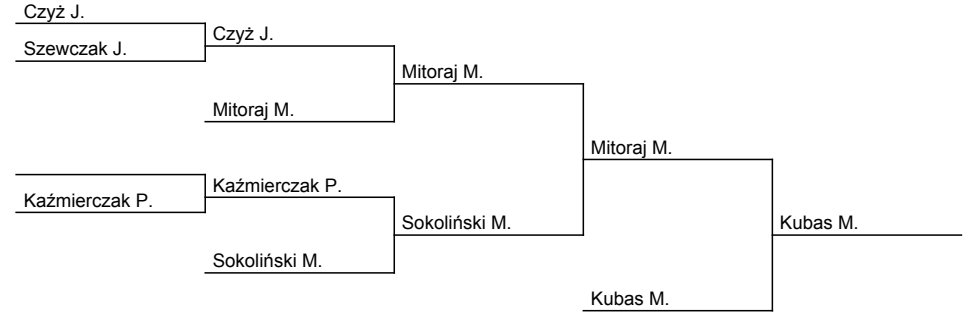 Czyż J.
Szewczak J.
Czyż J.
Mitoraj M.
Mitoraj M.
Mitoraj M.
Kaźmierczak P.
Kaźmierczak P.
Sokoliński M.
Sokoliński M.
Kubas M.
Kubas M.